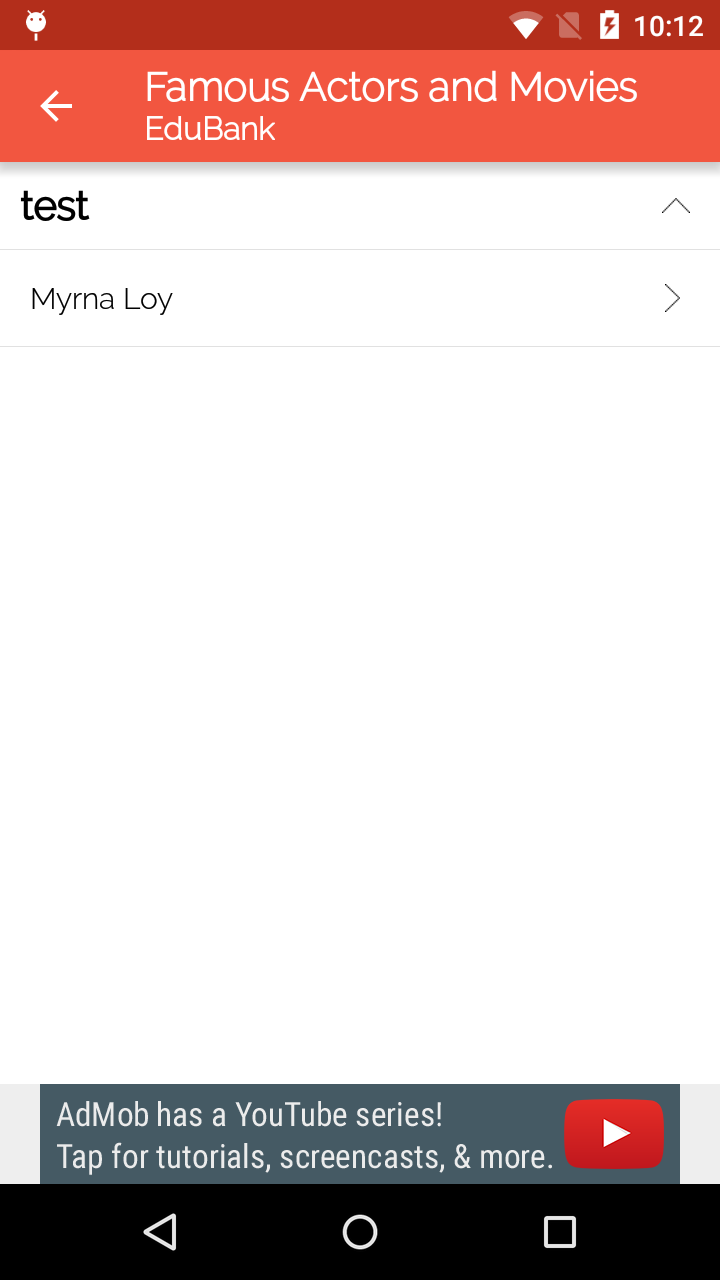 10:12
Famous Actors and Movies
EduBank
test
Myrna Loy
AdMob has a YouTube series!
Tap for tutorials, screencasts, & more.